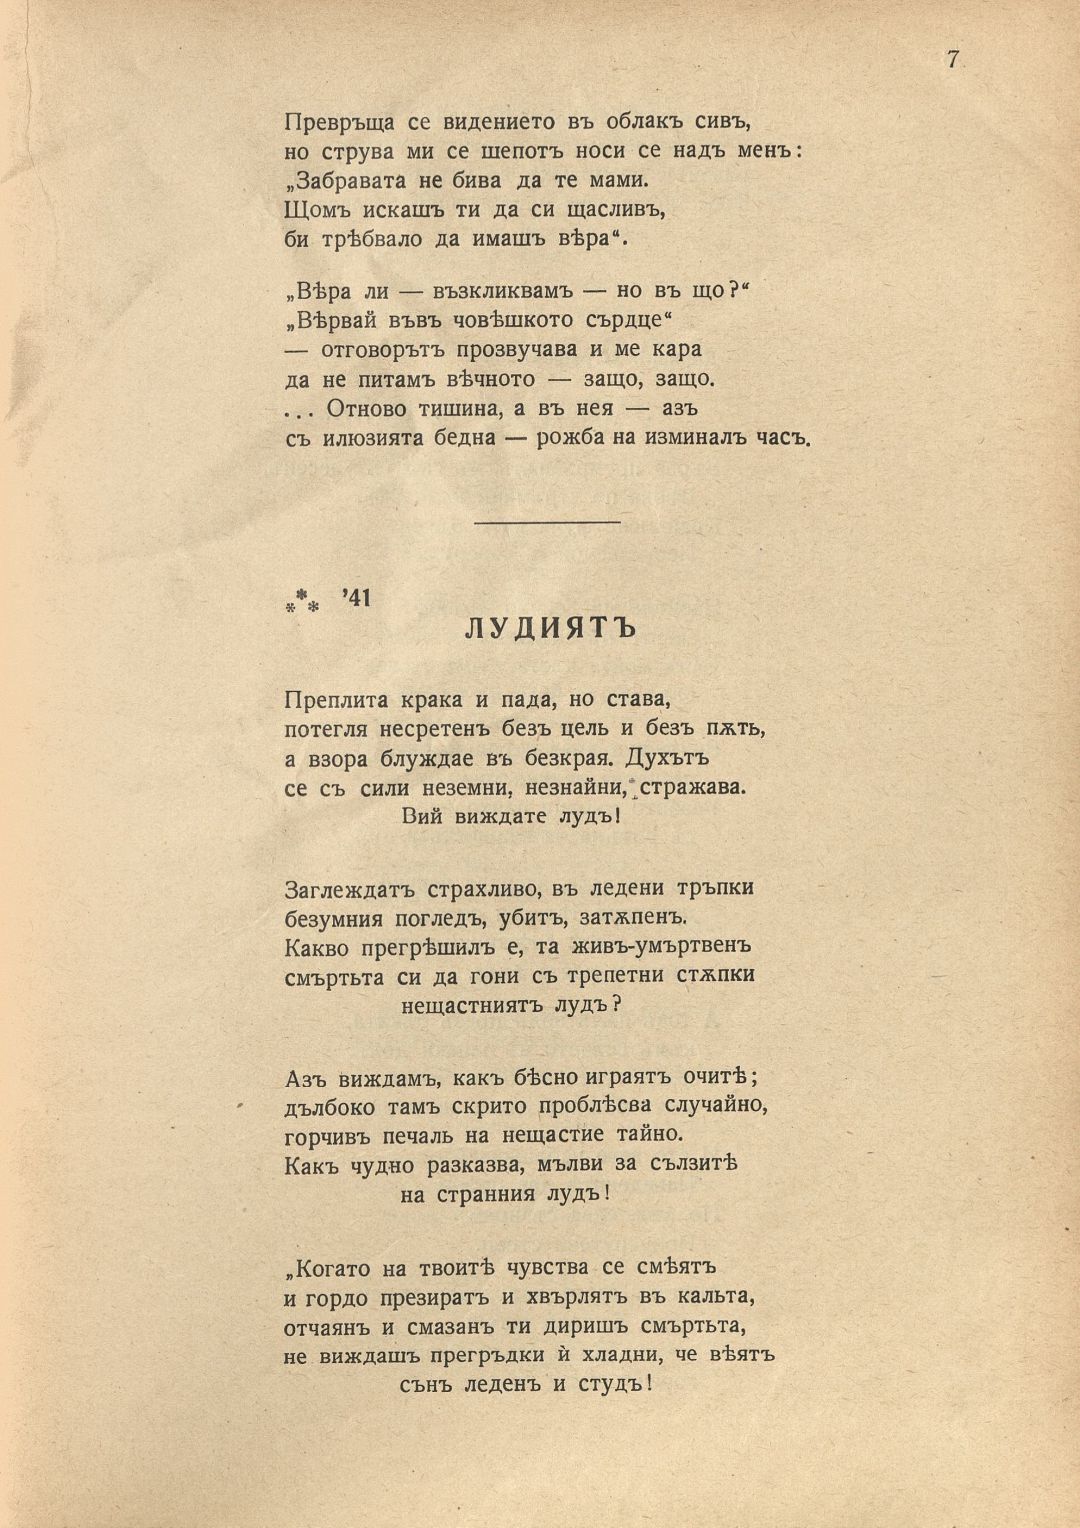 7
Превръща се видението въ облакъ сивъ,
но струва ми се шепотъ носи се надъ менъ:
„Забравата не бива да те мами.
Щомъ искашъ ти да си щасливъ,
би трѣбвало да имашъ вѣра“.
„Вѣра ли — възкликвамъ — но въ що?“
„Вѣрвай въвъ човѣшкото сърдце“
— отговорътъ прозвучава и ме кара
да не питамъ вѣчното — защо, защо.
... Отново тишина, а въ нея — азъ
съ илюзията бедна — рожба на изминалъ часъ.
⁂ ’41
ЛУДИЯТЪ
Преплита крака и пада, но става,
потегля несретенъ безъ цель и безъ пѫть,
а взора блуждае въ безкрая. Духътъ
се съ сили неземни, незнайни, стражава.
Вий виждате лудъ!
Заглеждатъ страхливо, въ ледени тръпки
безумния погледъ, убитъ, затѫпенъ.
Какво прегрѣшилъ е, та живъ-умъртвенъ
смъртьта си да гони съ трепетни стѫпки
нещастниятъ лудъ?
Азъ виждамъ, какъ бѣсно играятъ очитѣ;
дълбоко тамъ скрито проблѣсва случайно,
горчивъ печаль на нещастие тайно.
Какъ чудно разказва, мълви за сълзитѣ
на странния лудъ!
„Когато на твоитѣ чувства се смѣятъ
и гордо презиратъ и хвърлятъ въ кальта,
отчаянъ и смазанъ ти диришъ смъртьта,
не виждашъ прегръдки ѝ хладни, че вѣятъ
сънъ леденъ и студъ!